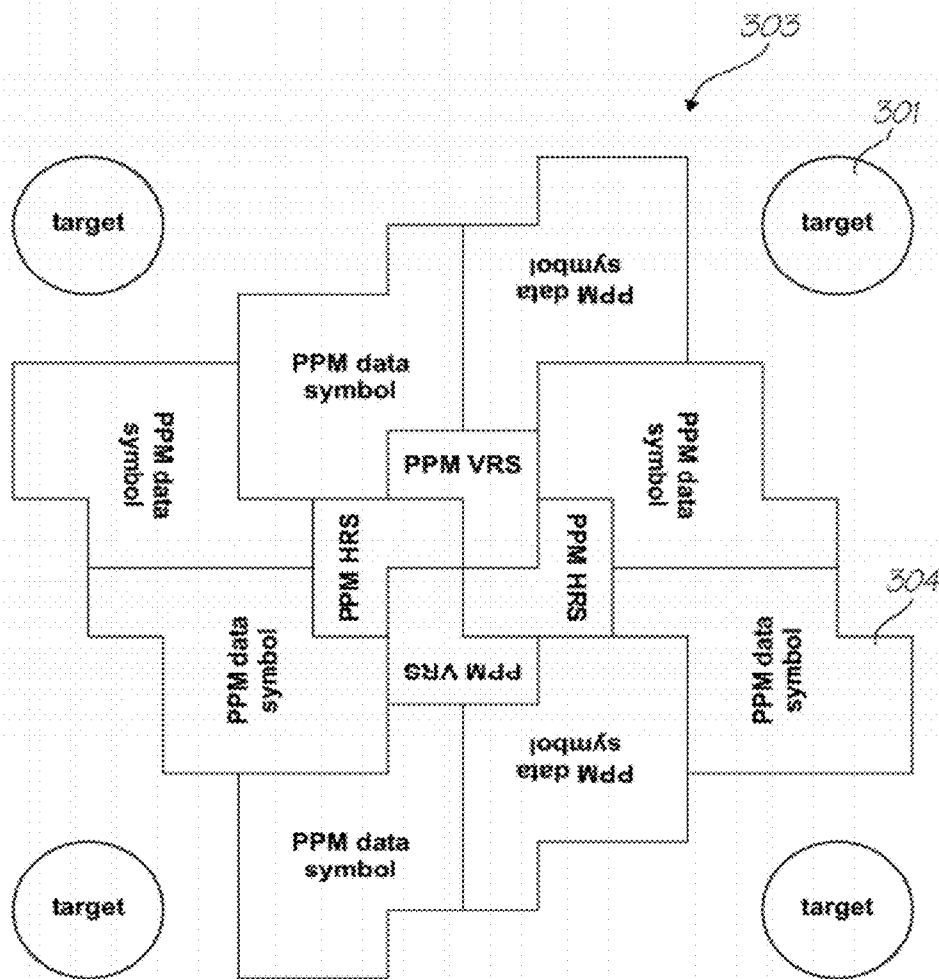 303
301
target
target
PPM data
symbol
PPM data
symbol
PPM data
symbol
PPM data
symbol
PPM VRS
PPM HRS
PPM HRS
304
PPM data
symbol
PPM VRS
PPM data
symbol
PPM data
symbol
PPM data
symbol
target
target